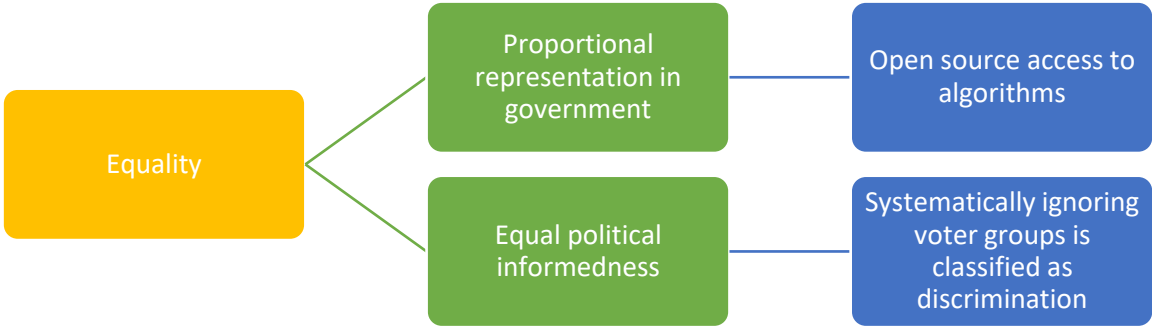 Equality
Proportional
representation in
government
Open source access to
algorithms
Equal political
informedness
Systematically ignoring
voter groups is
classified as
discrimination